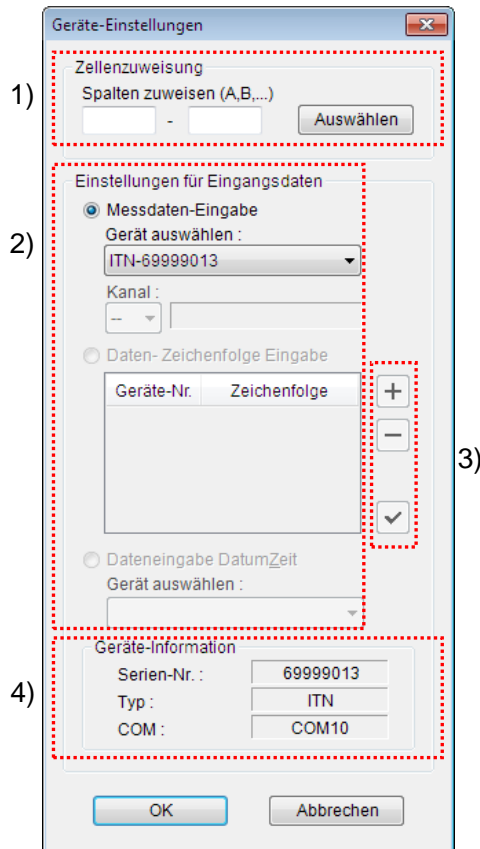 Geräte-Einstellungen
1)
Zellenzuweisung
Spalten zuweisen (A,B,...)
- Auswählen
Einstellungen für Eingangsdaten
2)
Messdaten-Eingabe
Gerät auswählen :
ITN-69999013
Kanal :
--
Daten- Zeichenfolge Eingabe
Geräte-Nr. Zeichenfolge
3)
Dateneingabe DatumZeit
Gerät auswählen :
Geräte-Information
4)
Serien-Nr. : 69999013
Typ : ITN
COM : COM10
OK Abbrechen